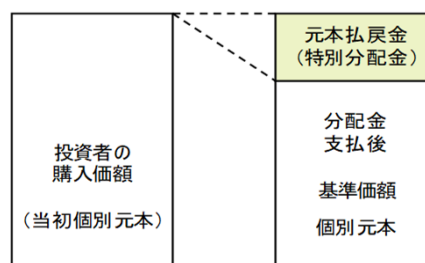 投資者の
購入価額
（当初個別元本）
元本払戻金
（特別分配金）
分配金
支払後
基準価額
個別元本